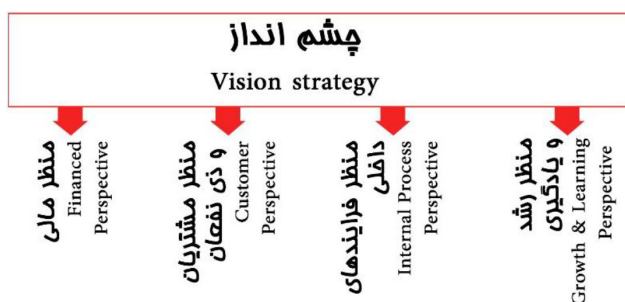 چشم انداز
Vision strategy
منظر مالی
Financed
Perspective
منظر مشتریان
و ذی نفعان
Customer
Perspective
منظر فرایندهای
داخلی
Internal Process
Perspective
منظر رشد
و یادگیری
Growth & Learning
Perspective